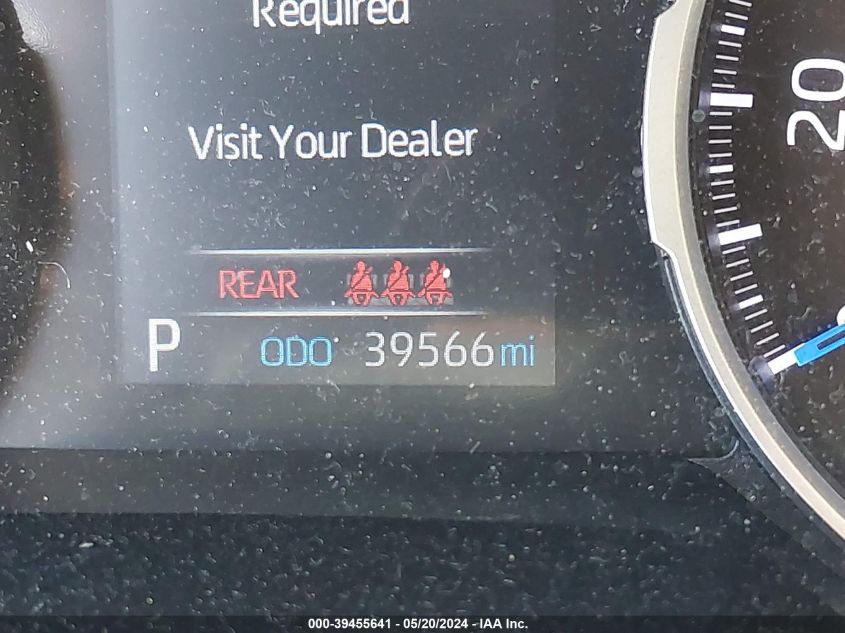 Required
Visit Your Dealer
REAR
P ODO 39566 mi
20
000-39455641 - 05/20/2024 - IAA Inc.